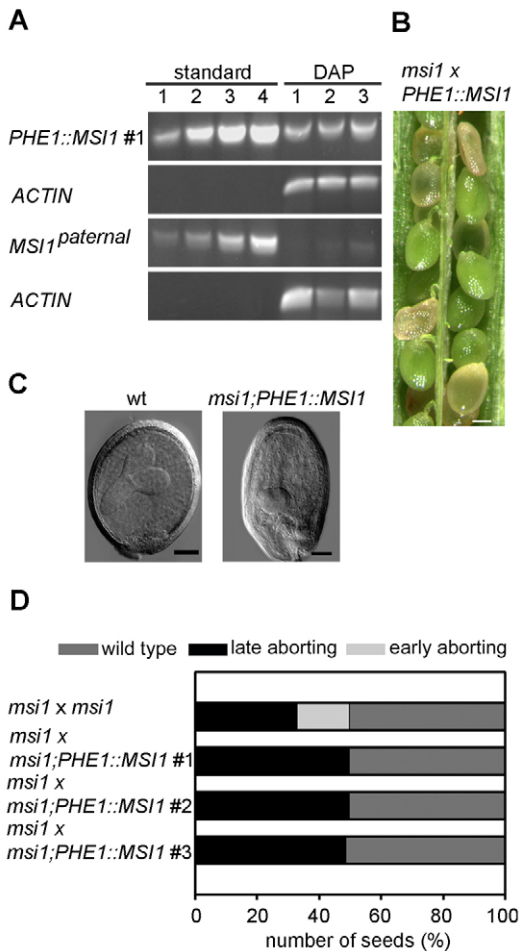 A
standard DAP
1 2 3 4 1 2 3
PHE1::MSI1 #1
ACTIN
MSI1paternal
ACTIN
B
msi1 x
PHE1::MSI1
C
wt msi1;PHE1::MSI1
D
wild type late aborting early aborting
msi1 x msi1
msi1 x
msi1;PHE1::MSI1 #1
msi1 x
msi1;PHE1::MSI1 #2
msi1 x
msi1;PHE1::MSI1 #3
0 20 40 60 80 100
number of seeds (%)